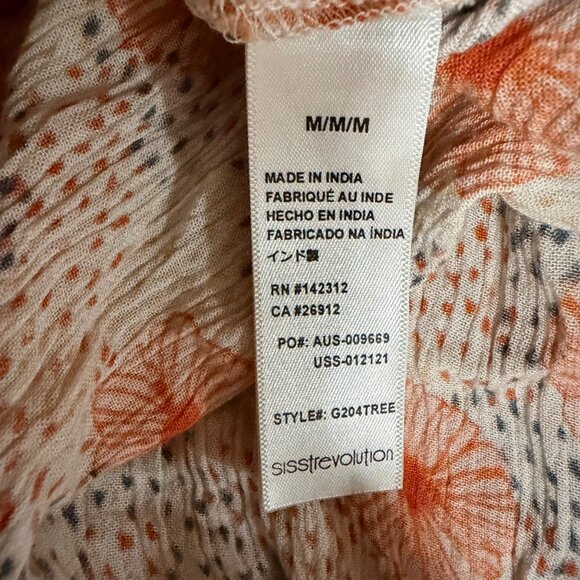 M/M/M
MADE IN INDIA
FABRIQUÉ AU INDE
HECHO EN INDIA
FABRICADO NA ÍNDIA
インド製
RN #142312
CA #26912
PO#: AUS-009669
USS-012121
STYLE#: G204TREE
sisstrevolution